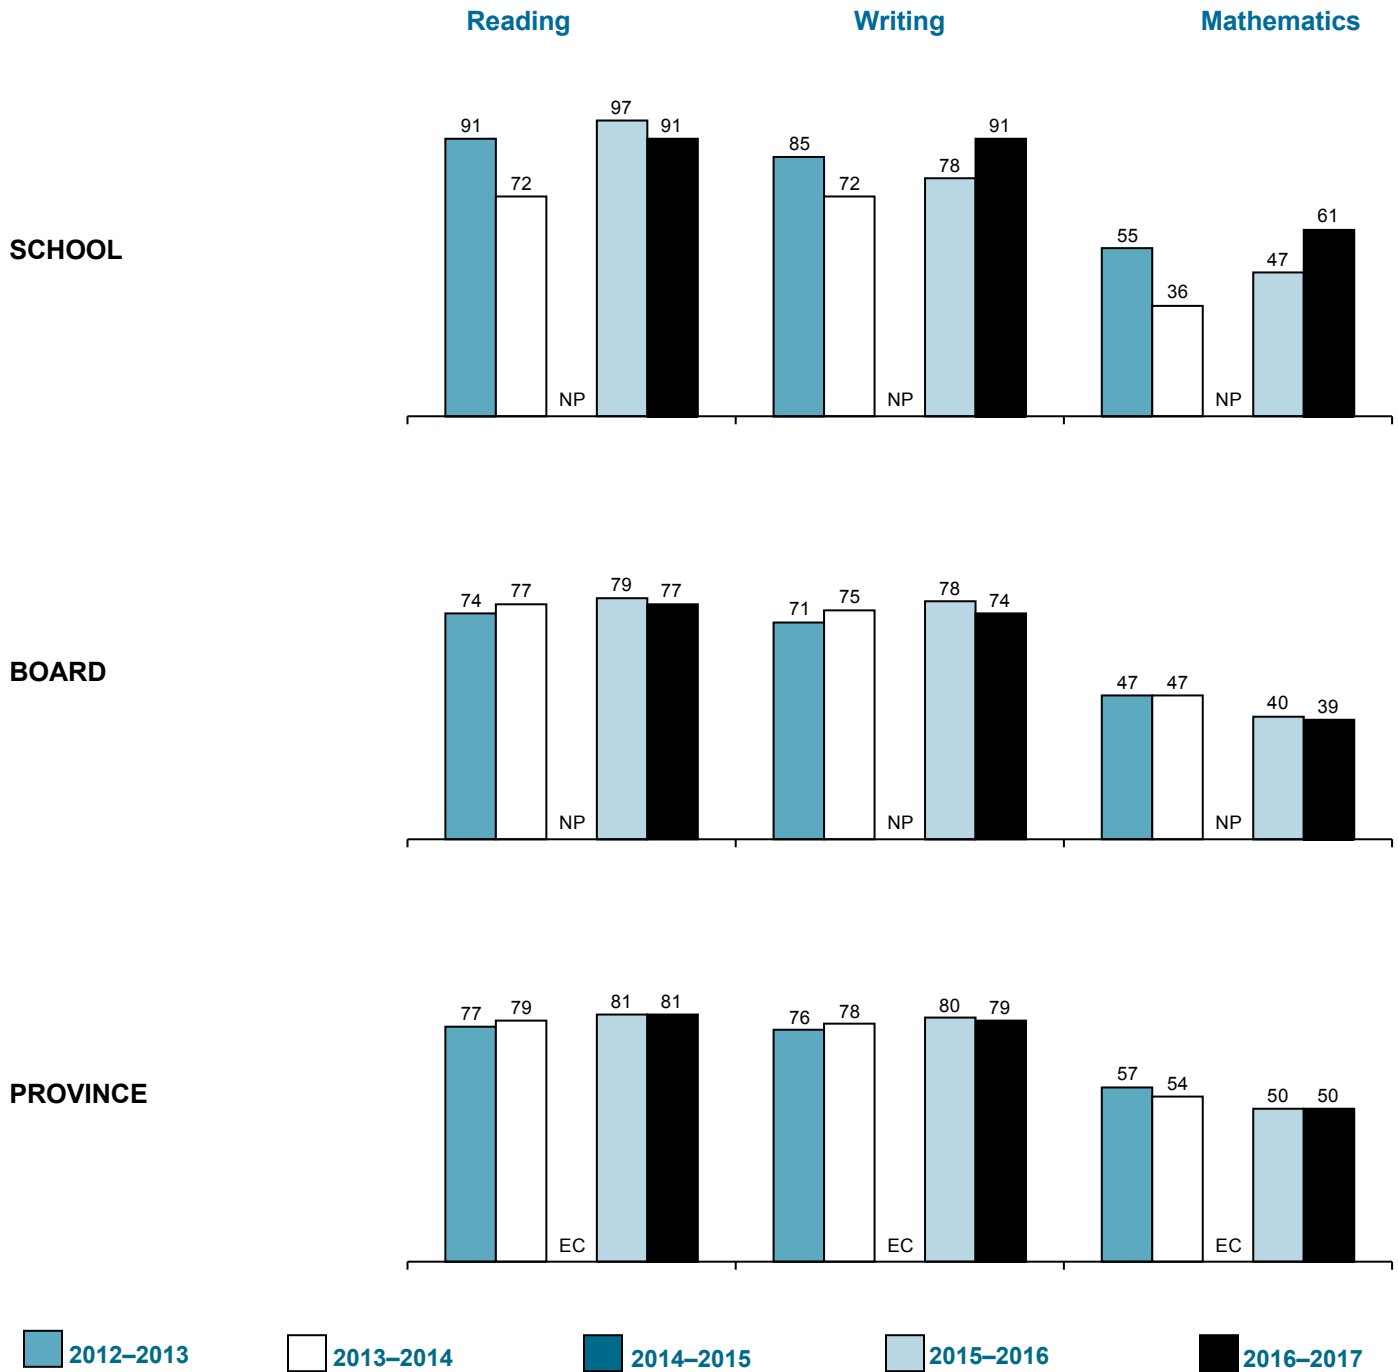 Reading Writing Mathematics
97
91 91 91
85
78
72 72
61
55
47
36
SCHOOL
NP NP NP
74 77 79 77 71 75 78 74
47 47
40 39
BOARD
NP NP NP
77 79 81 81 76 78 80 79
57 54
50 50
PROVINCE
EC EC EC
2012–2013 2013–2014 2014–2015 2015–2016 2016–2017